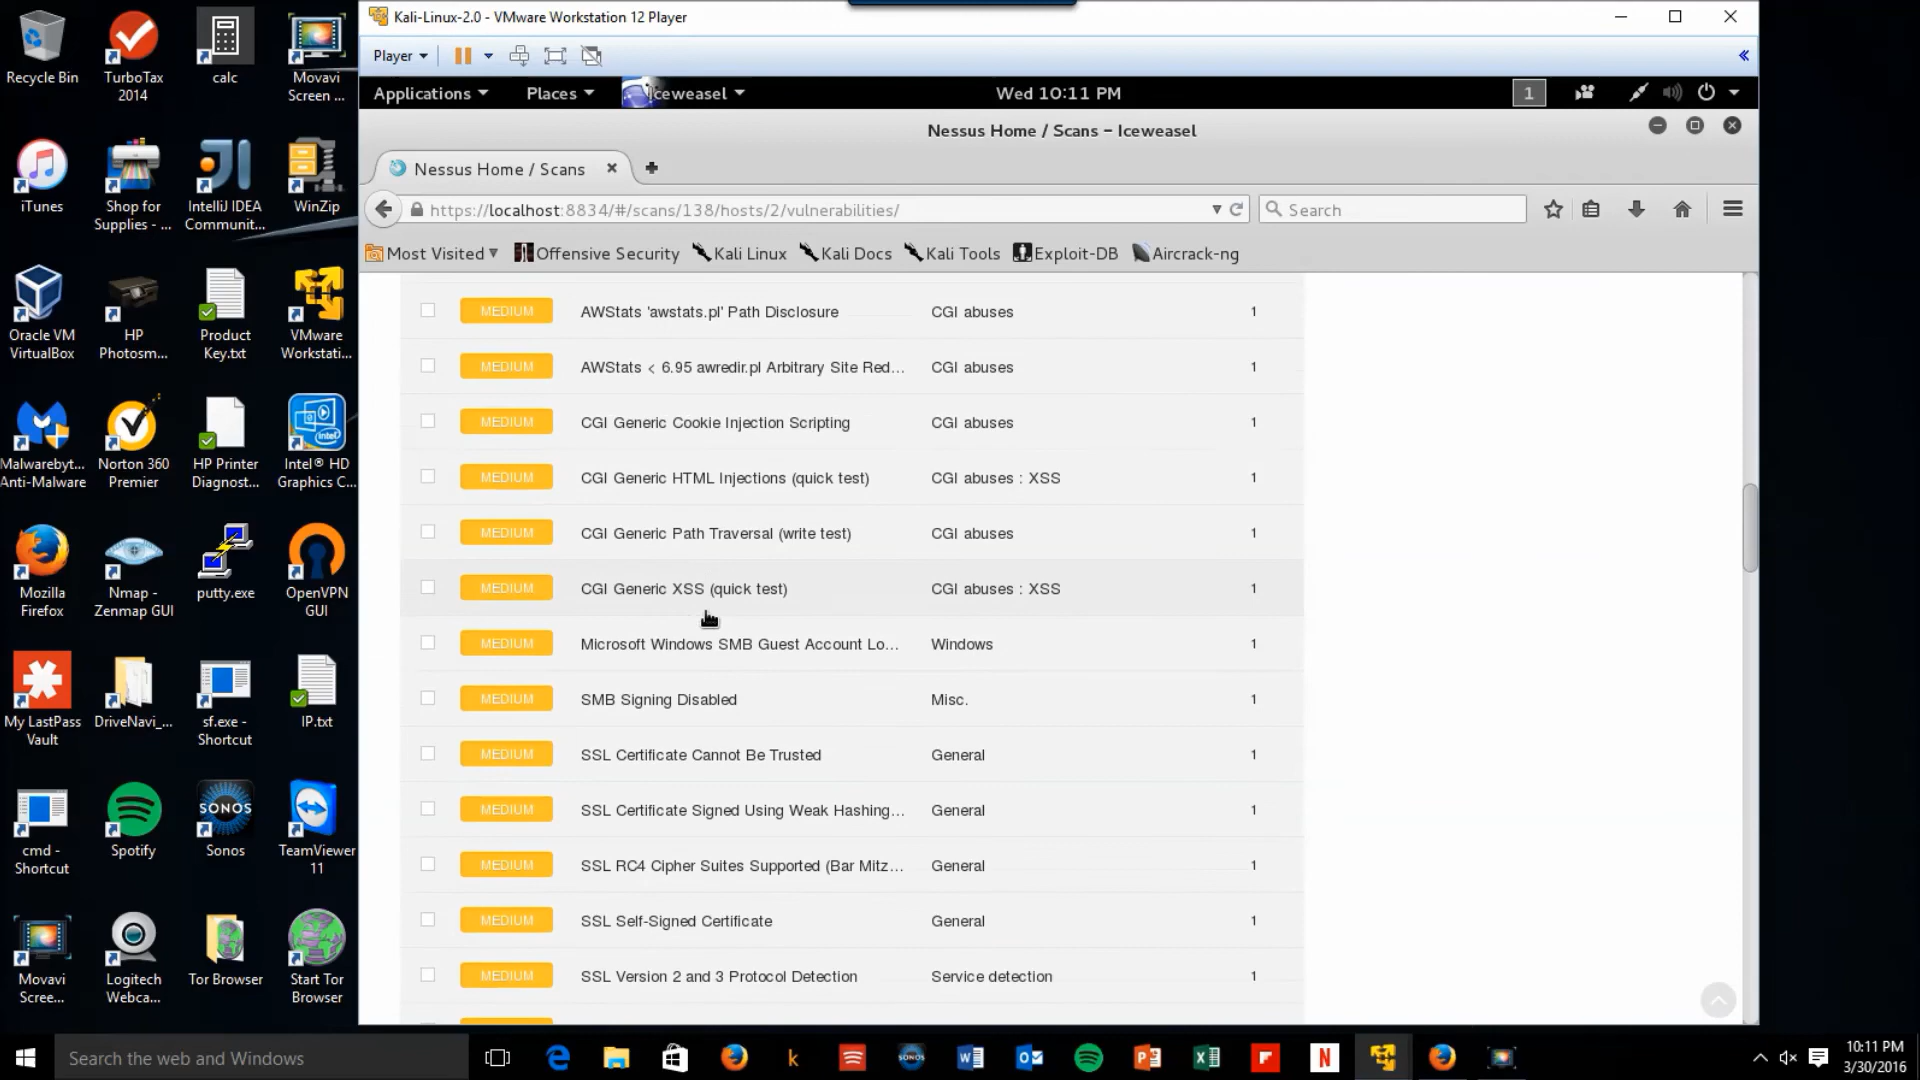 Recycle Bin
TurboTax 2014
calc
Movavi Screen ...
iTunes
Shop for Supplies - ...
IntelliJ IDEA Communit...
WinZip
Oracle VM VirtualBox
HP Photosm...
Product Key.txt
VMware Workstati...
Malwarebyt... Anti-Malware
Norton 360 Premier
HP Printer Diagnost...
Intel® HD Graphics C...
Mozilla Firefox
Nmap - Zenmap GUI
putty.exe
OpenVPN GUI
My LastPass Vault
DriveNavi_...
sf.exe - Shortcut
IP.txt
cmd - Shortcut
Spotify
SONOS
Sonos
TeamViewer 11
Movavi Scree...
Logitech Webca...
Tor Browser
Start Tor Browser
Kali-Linux-2.0 - VMware Workstation 12 Player
Player
Applications Places Iceweasel Wed 10:11 PM 1
Nessus Home / Scans - Iceweasel
Nessus Home / Scans
https://localhost:8834/#/scans/138/hosts/2/vulnerabilities/ Search
Most Visited Offensive Security Kali Linux Kali Docs Kali Tools Exploit-DB Aircrack-ng
MEDIUM AWStats 'awstats.pl' Path Disclosure CGI abuses 1
MEDIUM AWStats < 6.95 awredir.pl Arbitrary Site Red... CGI abuses 1
MEDIUM CGI Generic Cookie Injection Scripting CGI abuses 1
MEDIUM CGI Generic HTML Injections (quick test) CGI abuses : XSS 1
MEDIUM CGI Generic Path Traversal (write test) CGI abuses 1
MEDIUM CGI Generic XSS (quick test) CGI abuses : XSS 1
MEDIUM Microsoft Windows SMB Guest Account Lo... Windows 1
MEDIUM SMB Signing Disabled Misc. 1
MEDIUM SSL Certificate Cannot Be Trusted General 1
MEDIUM SSL Certificate Signed Using Weak Hashing... General 1
MEDIUM SSL RC4 Cipher Suites Supported (Bar Mitz... General 1
MEDIUM SSL Self-Signed Certificate General 1
MEDIUM SSL Version 2 and 3 Protocol Detection Service detection 1
Search the web and Windows
10:11 PM
3/30/2016